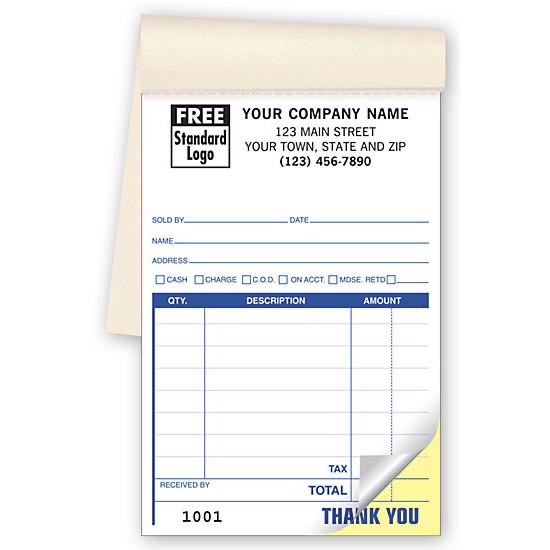 FREE
Standard
Logo
YOUR COMPANY NAME
123 MAIN STREET
YOUR TOWN, STATE AND ZIP
(123) 456-7890
SOLD BY DATE
NAME
ADDRESS
CASH CHARGE C.O.D. ON ACCT. MDSE. RETD
QTY. DESCRIPTION AMOUNT
TAX
RECEIVED BY TOTAL
1001 THANK YOU